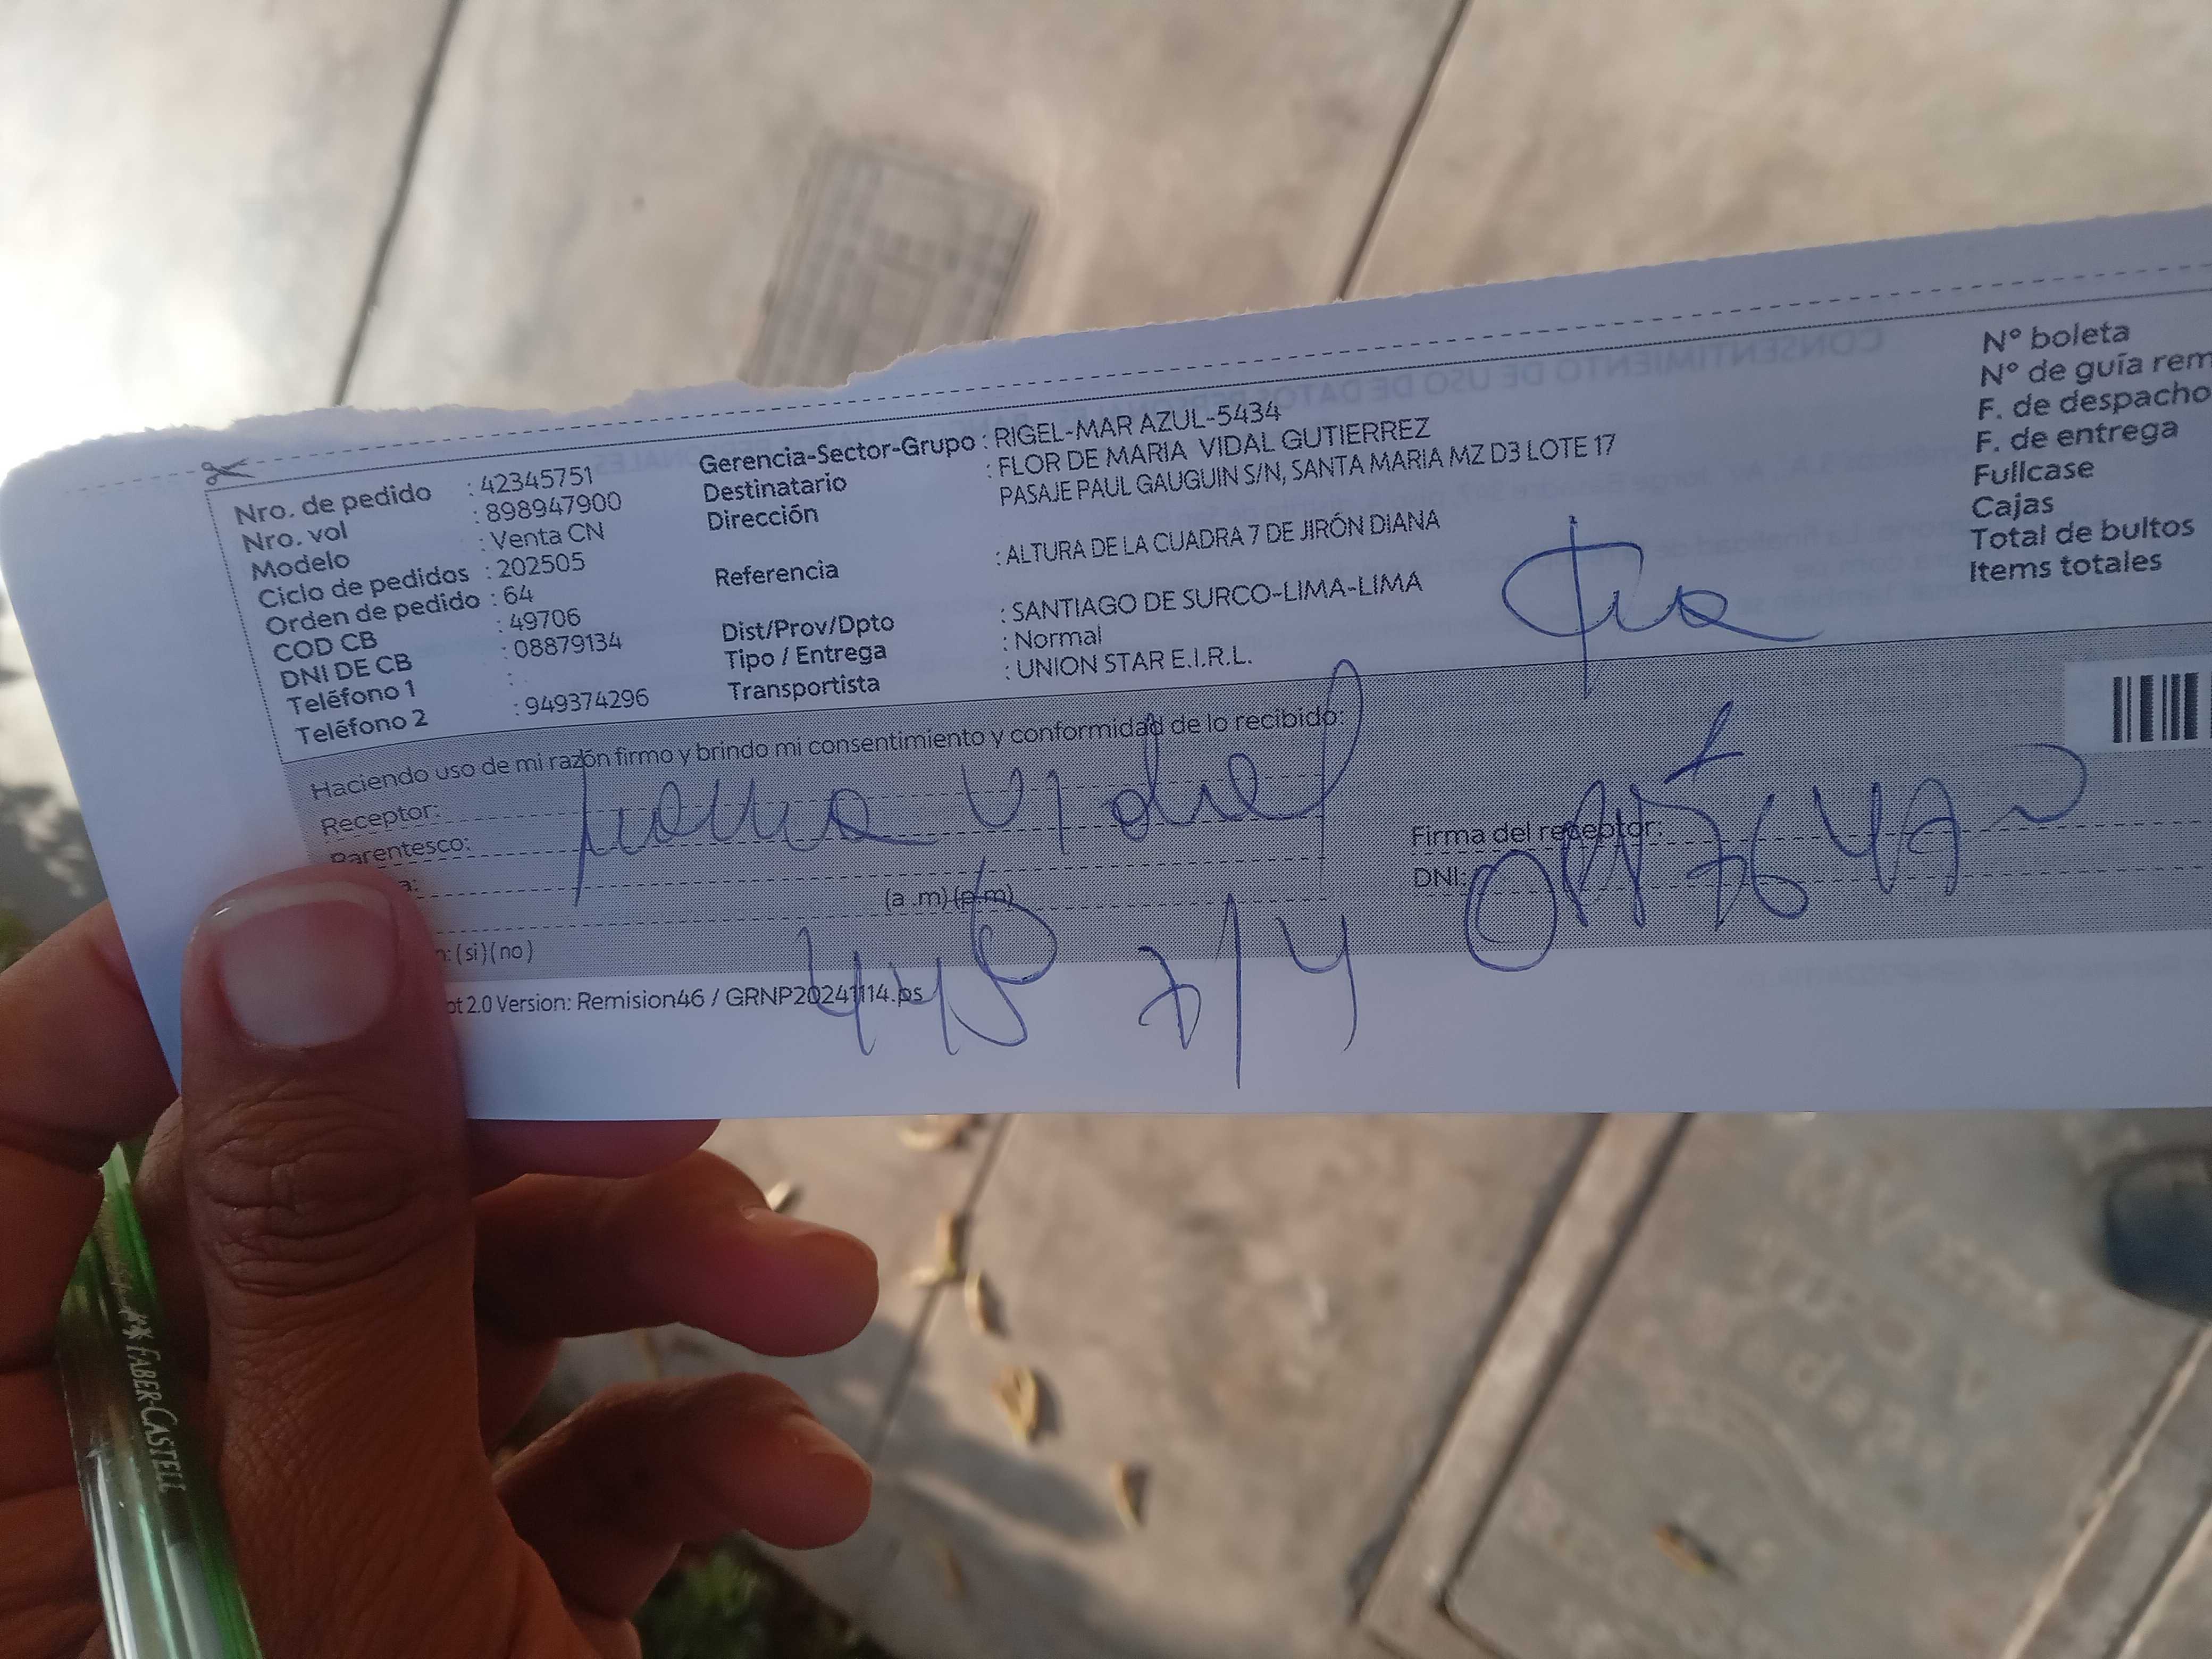 Nro. de pedido : 42345751
Nro. vol : 898947900
Modelo : Venta CN
Ciclo de pedidos : 202505
Orden de pedido : 64
COD CB : 49706
DNI DE CB : 08879134
Teléfono 1 :
Teléfono 2 : 949374296
Gerencia-Sector-Grupo : RIGEL-MAR AZUL-5434
Destinatario : FLOR DE MARIA VIDAL GUTIERREZ
Dirección PASAJE PAUL GAUGUIN S/N, SANTA MARIA MZ D3 LOTE 17
Referencia : ALTURA DE LA CUADRA 7 DE JIRÓN DIANA
Dist/Prov/Dpto : SANTIAGO DE SURCO-LIMA-LIMA
Tipo / Entrega : Normal
Transportista : UNION STAR E.I.R.L.
N° boleta
N° de guía rem
F. de despacho
F. de entrega
Fullcase
Cajas
Total de bultos
Items totales
Haciendo uso de mi razón firmo y brindo mi consentimiento y conformidad de lo recibido:
Receptor: Vidal
Parentesco:
a:
(a .m) (p.m)
Firma del receptor:
DNI:
n: (si) (no)
pt 2.0 Version: Remision46 / GRNP20241114.ps
7/4
FABER-CASTELL